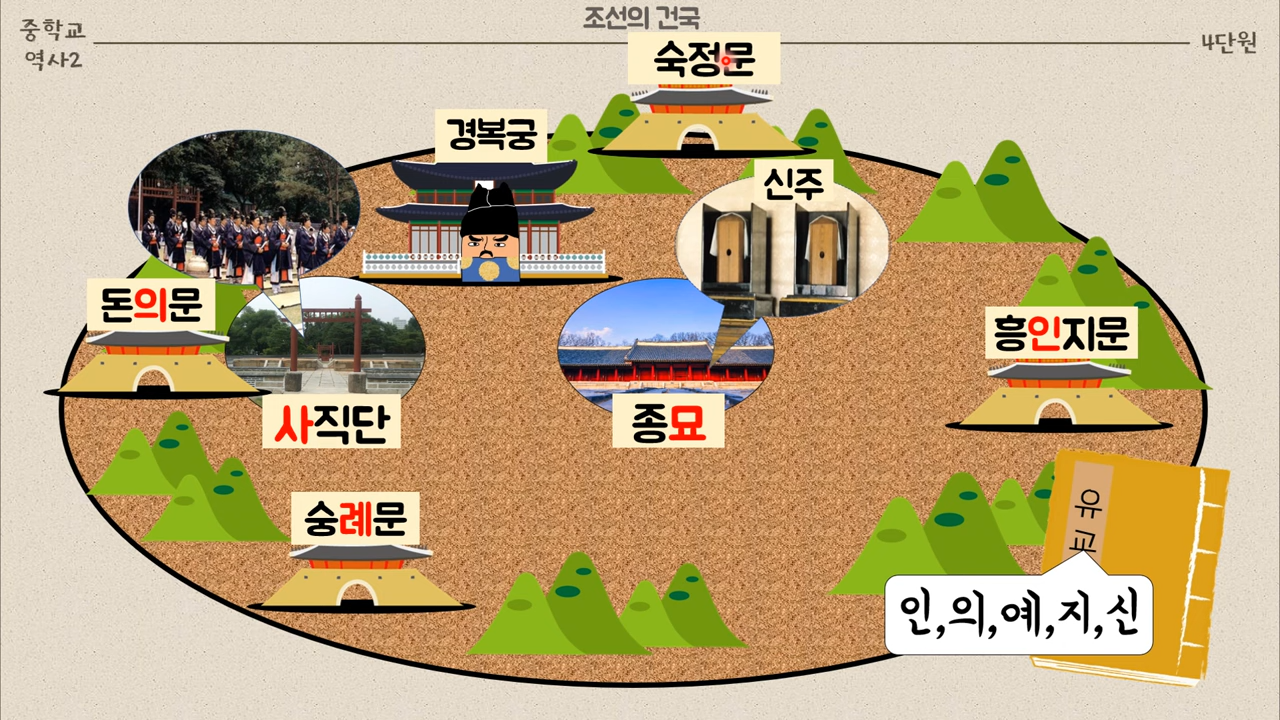 조선의 건국
중학교
역사2
4단원
숙정문
경복궁
신주
돈의문
흥인지문
사직단
종묘
숭례문
유교
인,의,예,지,신